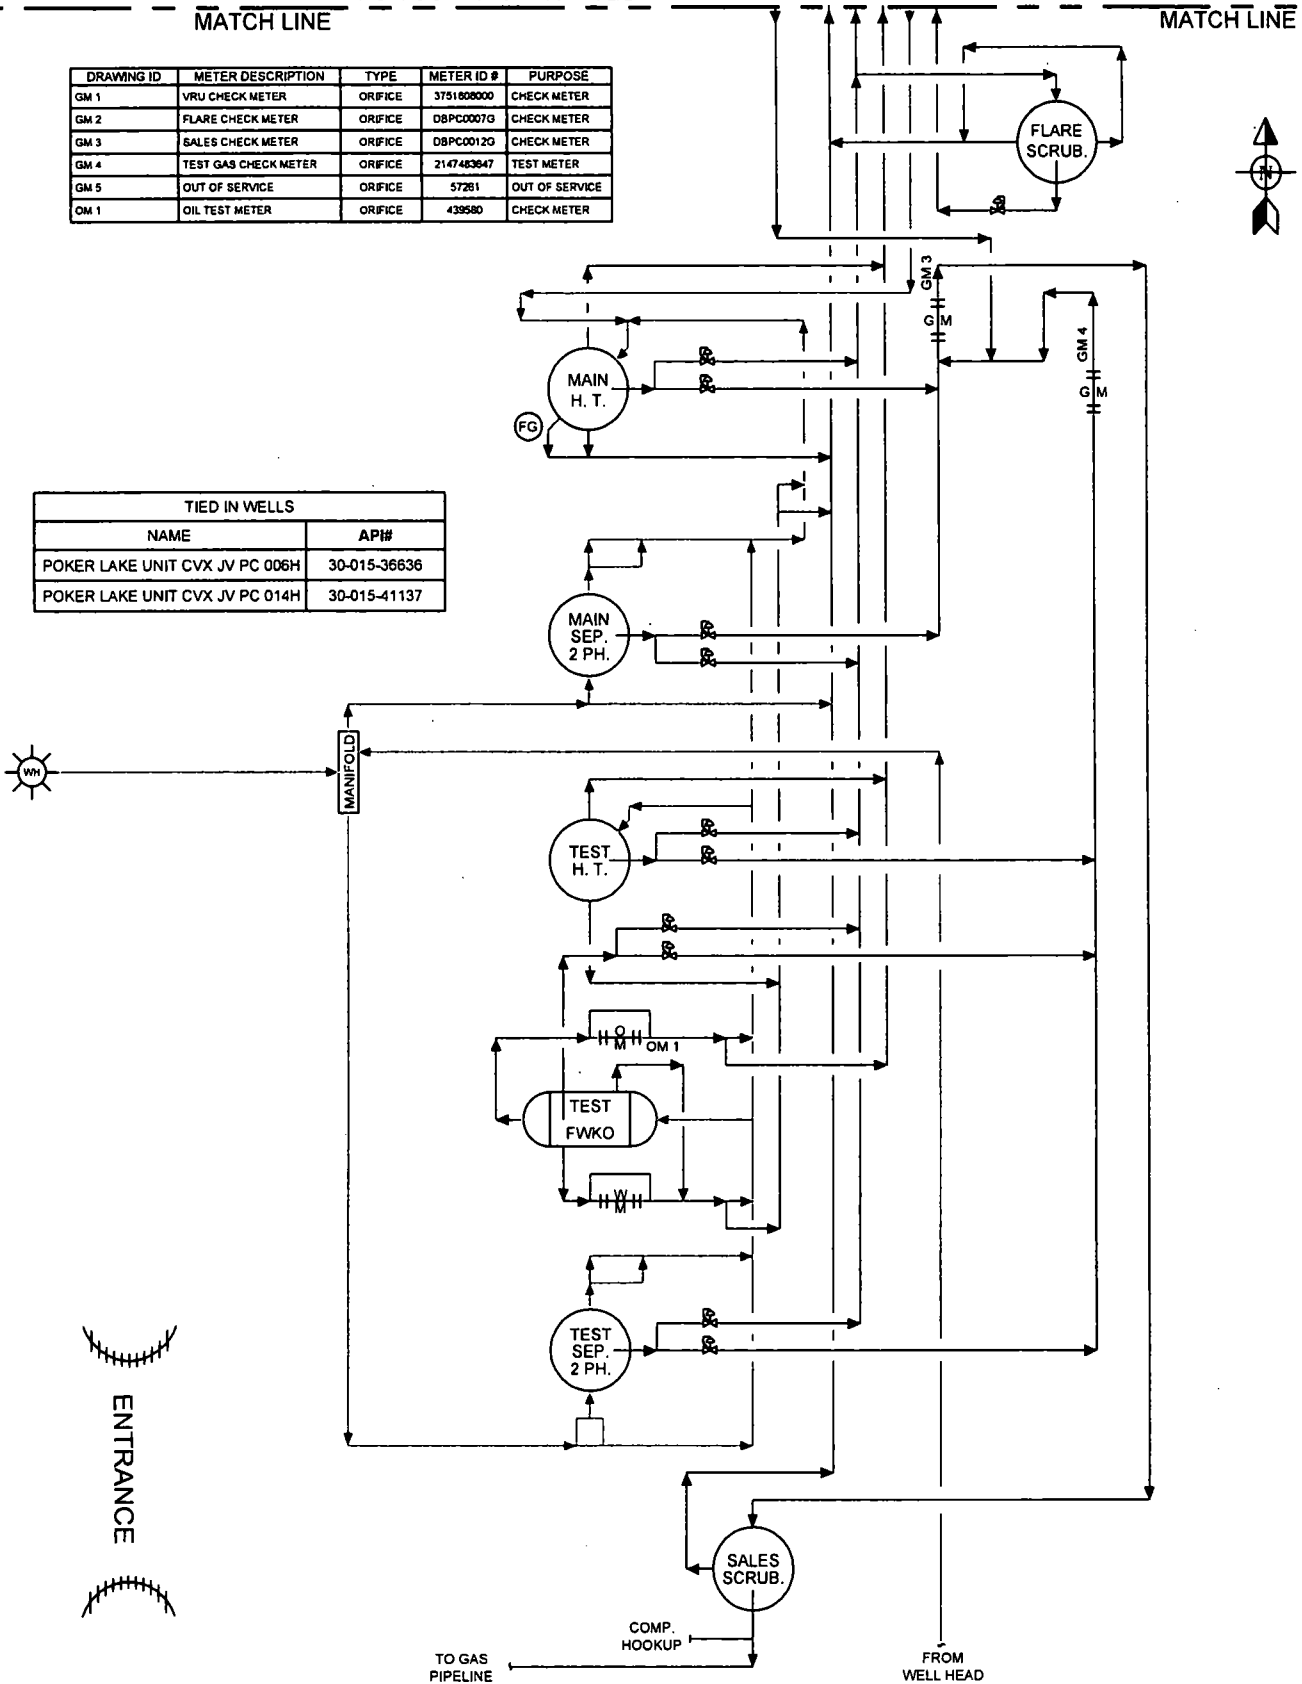 MATCH LINE
MATCH LINE
DRAWING ID METER DESCRIPTION TYPE METER ID # PURPOSE
GM 1 VRU CHECK METER ORIFICE 3751608000 CHECK METER
GM 2 FLARE CHECK METER ORIFICE DBPC0007G CHECK METER
GM 3 SALES CHECK METER ORIFICE DBPC0012G CHECK METER
GM 4 TEST GAS CHECK METER ORIFICE 2147483647 TEST METER
GM 5 OUT OF SERVICE ORIFICE 57281 OUT OF SERVICE
OM 1 OIL TEST METER ORIFICE 439580 CHECK METER
FLARE
SCRUB.
N
GM 3
G M
GM 4
G M
MAIN
H. T.
FG
TIED IN WELLS
NAME API#
POKER LAKE UNIT CVX JV PC 006H 30-015-36636
POKER LAKE UNIT CVX JV PC 014H 30-015-41137
MAIN
SEP.
2 PH.
WH
MANIFOLD
TEST
H. T.
O
M
OM 1
TEST
FWKO
W
M
TEST
SEP.
2 PH.
ENTRANCE
SALES
SCRUB.
COMP.
HOOKUP
TO GAS
PIPELINE
FROM
WELL HEAD